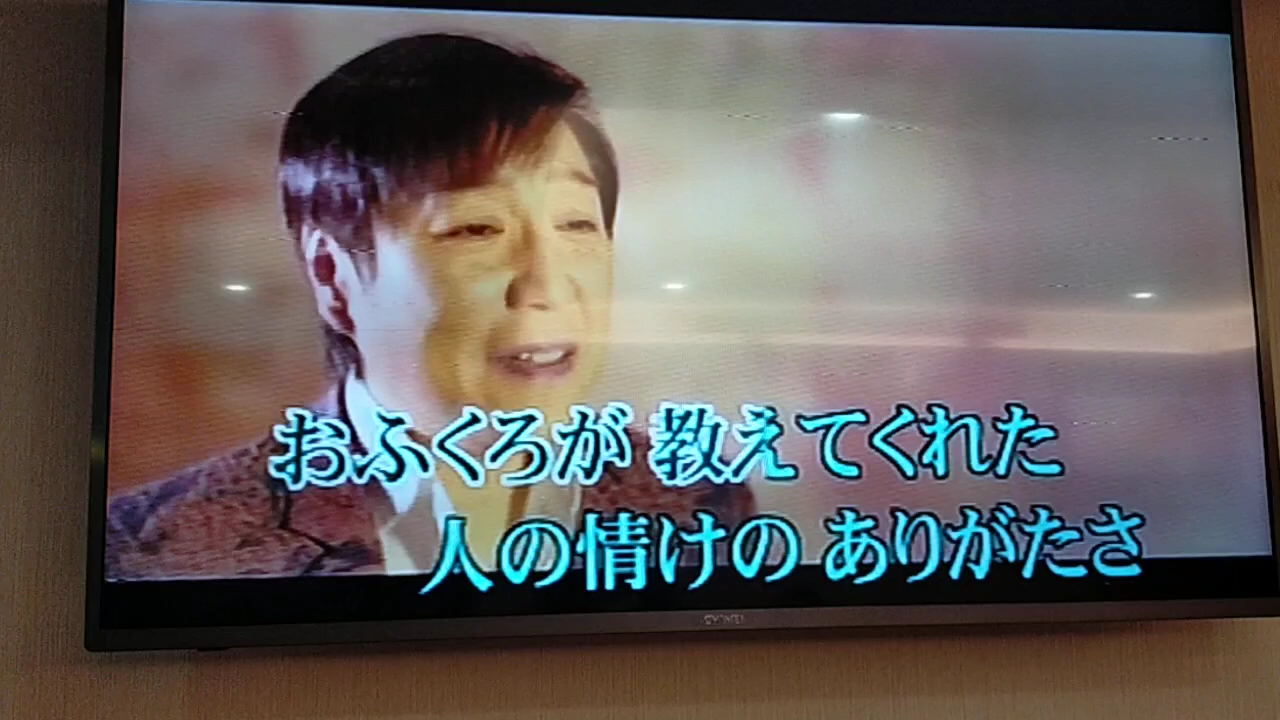 おふくろが 教えてくれた
人の情けの ありがたさ